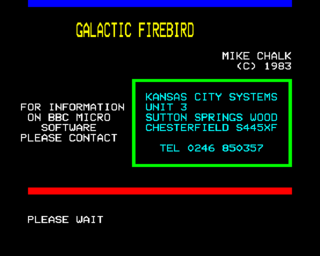 GALACTIC FIREBIRD
MIKE CHALK
(C) 1983
FOR INFORMATION
ON BBC MICRO
SOFTWARE
PLEASE CONTACT
KANSAS CITY SYSTEMS
UNIT 3
SUTTON SPRINGS WOOD
CHESTERFIELD S445XF
TEL 0246 850357
PLEASE WAIT